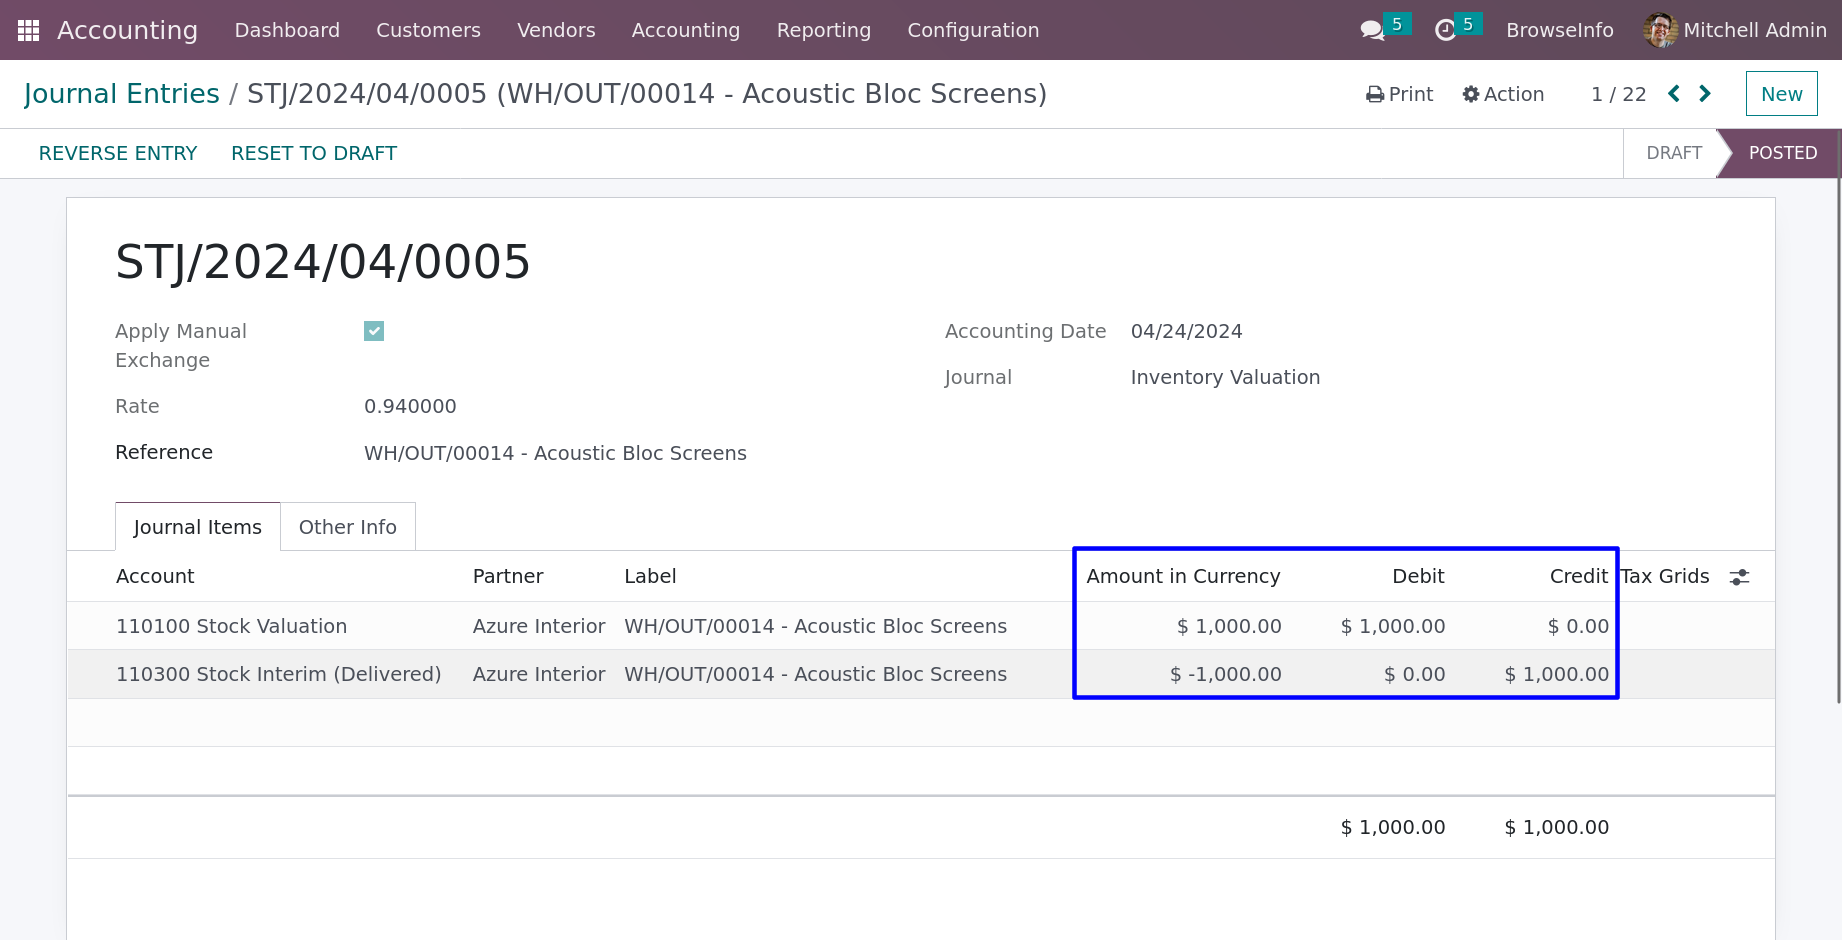 Accounting Dashboard Customers Vendors Accounting Reporting Configuration 5 5 BrowseInfo Mitchell Admin
Journal Entries / STJ/2024/04/0005 (WH/OUT/00014 - Acoustic Bloc Screens) Print Action 1 / 22 New
REVERSE ENTRY RESET TO DRAFT DRAFT POSTED
STJ/2024/04/0005
Apply Manual Exchange
Accounting Date 04/24/2024
Journal Inventory Valuation
Rate 0.940000
Reference WH/OUT/00014 - Acoustic Bloc Screens
Journal Items Other Info
Account Partner Label Amount in Currency Debit Credit Tax Grids
110100 Stock Valuation Azure Interior WH/OUT/00014 - Acoustic Bloc Screens $ 1,000.00 $ 1,000.00 $ 0.00
110300 Stock Interim (Delivered) Azure Interior WH/OUT/00014 - Acoustic Bloc Screens $ -1,000.00 $ 0.00 $ 1,000.00
$ 1,000.00 $ 1,000.00